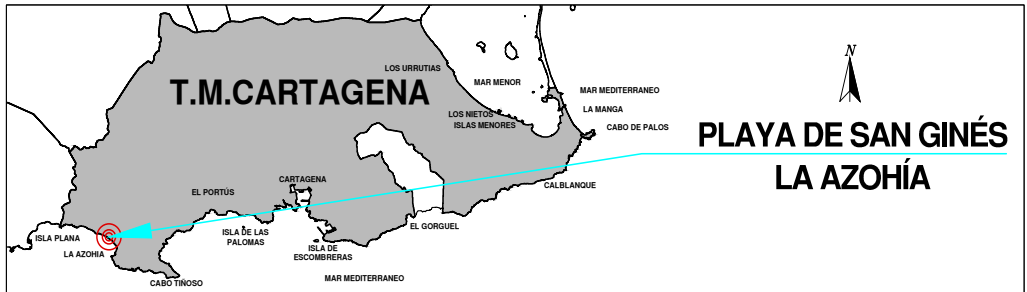 LOS URRUTIAS
MAR MENOR
N
T.M.CARTAGENA
MAR MEDITERRANEO
LA MANGA
LOS NIETOS
ISLAS MENORES
CABO DE PALOS
PLAYA DE SAN GINÉS
LA AZOHÍA
CARTAGENA
EL PORTÚS
CALBLANQUE
EL GORGUEL
ISLA DE LAS
PALOMAS
ISLA PLANA
LA AZOHIA
ISLA DE
ESCOMBRERAS
CABO TIÑOSO
MAR MEDITERRANEO